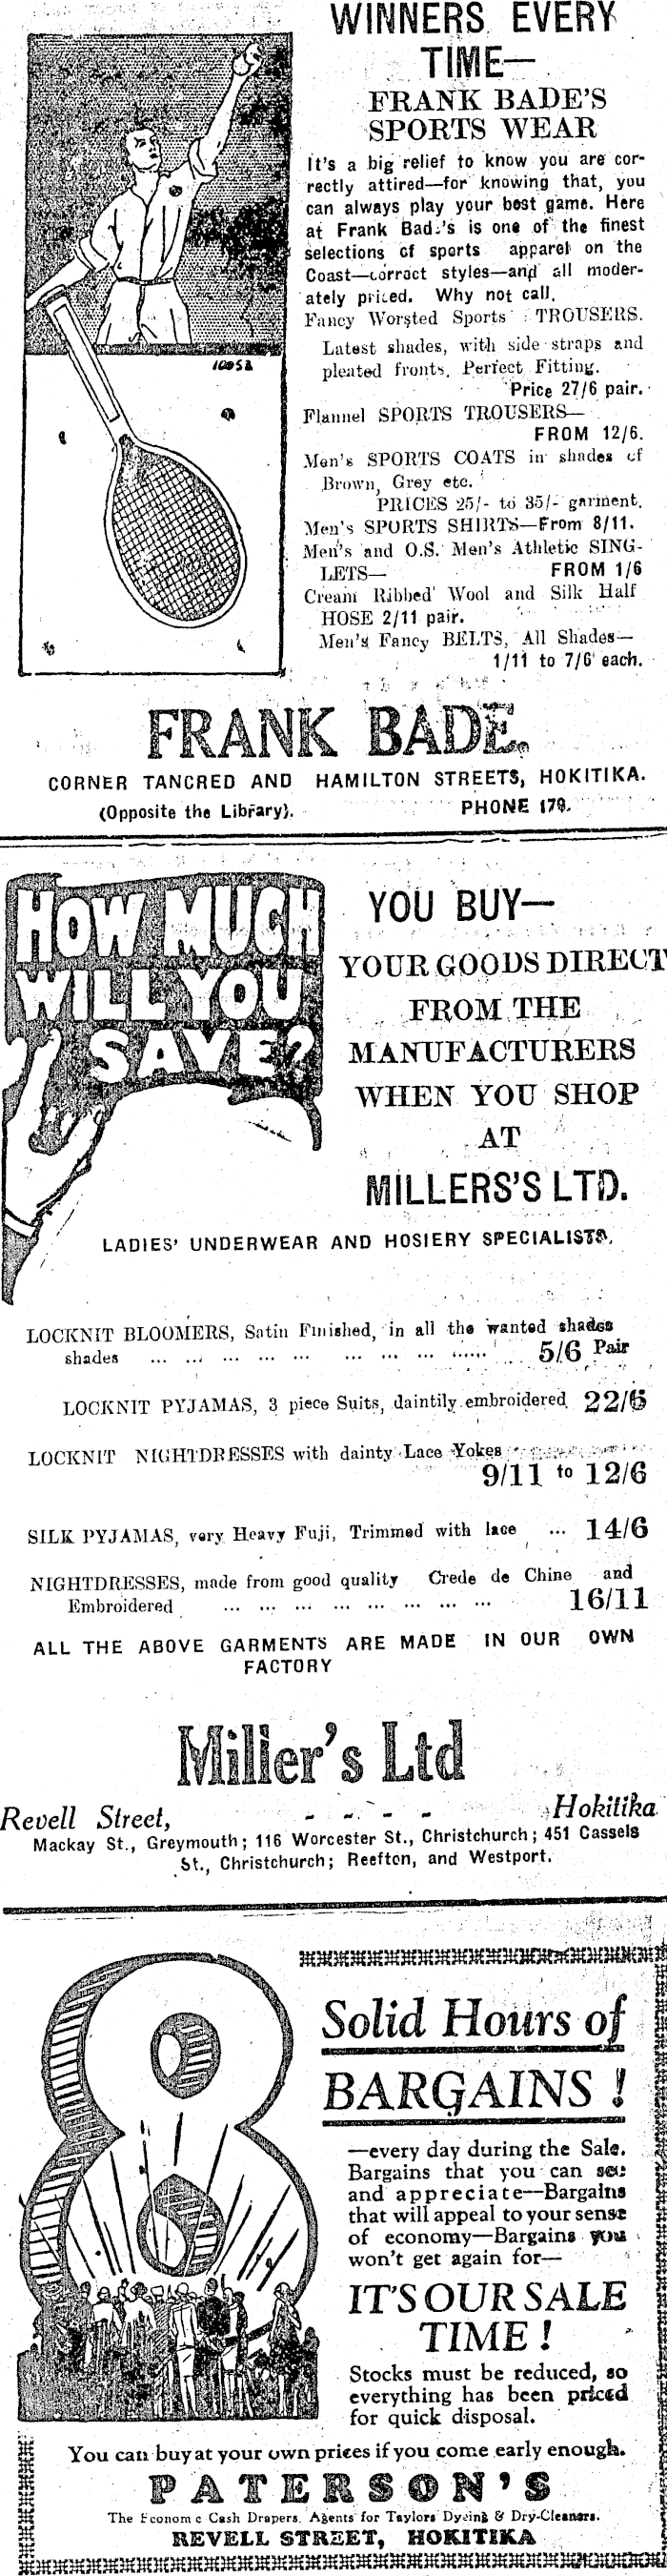 WINNERS EVERY
TIME—
FRANK BADE'S
SPORTS WEAR
It's a big relief to know you are cor-
rectly attired—for knowing that, you
can always play your best game. Here
at Frank Bade's is one of the finest
selections of sports apparel on the
Coast—correct styles—and all moder-
ately priced. Why not call.
Fancy Worsted Sports TROUSERS.
Latest shades, with side straps and
pleated fronts. Perfect Fitting.
Price 27/6 pair.
Flannel SPORTS TROUSERS—
FROM 12/6.
Men's SPORTS COATS in shades of
Brown, Grey etc.
PRICES 25/- to 35/- garment.
Men's SPORTS SHIRTS—From 8/11.
Men's and O.S. Men's Athletic SING-
LETS— FROM 1/6
Cream Ribbed Wool and Silk Half
HOSE 2/11 pair.
Men's Fancy BELTS, All Shades—
1/11 to 7/6 each.
FRANK BADE.
CORNER TANCRED AND HAMILTON STREETS, HOKITIKA.
(Opposite the Library). PHONE 179.
HOW MUCH
WILL YOU
SAVE?
YOU BUY—
YOUR GOODS DIRECT
FROM THE
MANUFACTURERS
WHEN YOU SHOP
AT
MILLERS'S LTD.
LADIES' UNDERWEAR AND HOSIERY SPECIALISTS.
LOCKNIT BLOOMERS, Satin Finished, in all the wanted shades
shades ... ... ... ... ... ... ... ... ... ...... 5/6 Pair
LOCKNIT PYJAMAS, 3 piece Suits, daintily embroidered 22/6
LOCKNIT NIGHTDRESSES with dainty Lace Yokes
9/11 to 12/6
SILK PYJAMAS, very Heavy Fuji, Trimmed with lace ... 14/6
NIGHTDRESSES, made from good quality Crede de Chine and
Embroidered ... ... ... ... ... ... ... ... 16/11
ALL THE ABOVE GARMENTS ARE MADE IN OUR OWN
FACTORY
Miller's Ltd
Revell Street, - - - - Hokitika
Mackay St., Greymouth; 116 Worcester St., Christchurch; 451 Cassels
St., Christchurch; Reefton, and Westport.
8
Solid Hours of
BARGAINS!
—every day during the Sale.
Bargains that you can see
and appreciate—Bargains
that will appeal to your sense
of economy—Bargains you
won't get again for—
IT'S OUR SALE
TIME!
Stocks must be reduced, so
everything has been priced
for quick disposal.
You can buy at your own prices if you come early enough.
PATERSON'S
The Economic Cash Drapers. Agents for Taylors Dyeing & Dry-Cleaners.
REVELL STREET, HOKITIKA